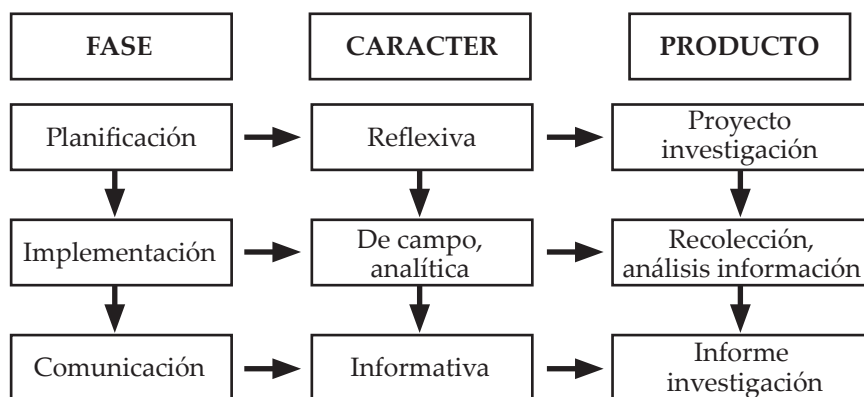 FASE
CARACTER
PRODUCTO
Planificación
Reflexiva
Proyecto
investigación
Implementación
De campo,
analítica
Recolección,
análisis información
Comunicación
Informativa
Informe
investigación